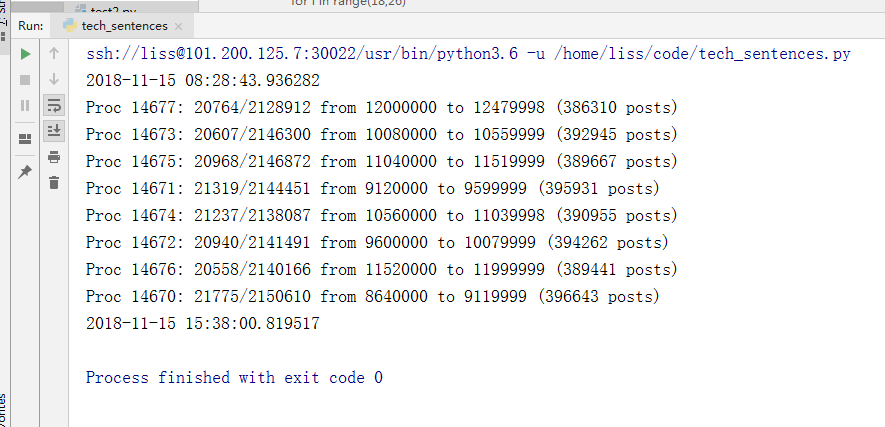 for i in range(18,26)
test2.py
Run: tech_sentences
ssh://liss@101.200.125.7:30022/usr/bin/python3.6 -u /home/liss/code/tech_sentences.py
2018-11-15 08:28:43.936282
Proc 14677: 20764/2128912 from 12000000 to 12479998 (386310 posts)
Proc 14673: 20607/2146300 from 10080000 to 10559999 (392945 posts)
Proc 14675: 20968/2146872 from 11040000 to 11519999 (389667 posts)
Proc 14671: 21319/2144451 from 9120000 to 9599999 (395931 posts)
Proc 14674: 21237/2138087 from 10560000 to 11039998 (390955 posts)
Proc 14672: 20940/2141491 from 9600000 to 10079999 (394262 posts)
Proc 14676: 20558/2140166 from 11520000 to 11999999 (389441 posts)
Proc 14670: 21775/2150610 from 8640000 to 9119999 (396643 posts)
2018-11-15 15:38:00.819517
Process finished with exit code 0